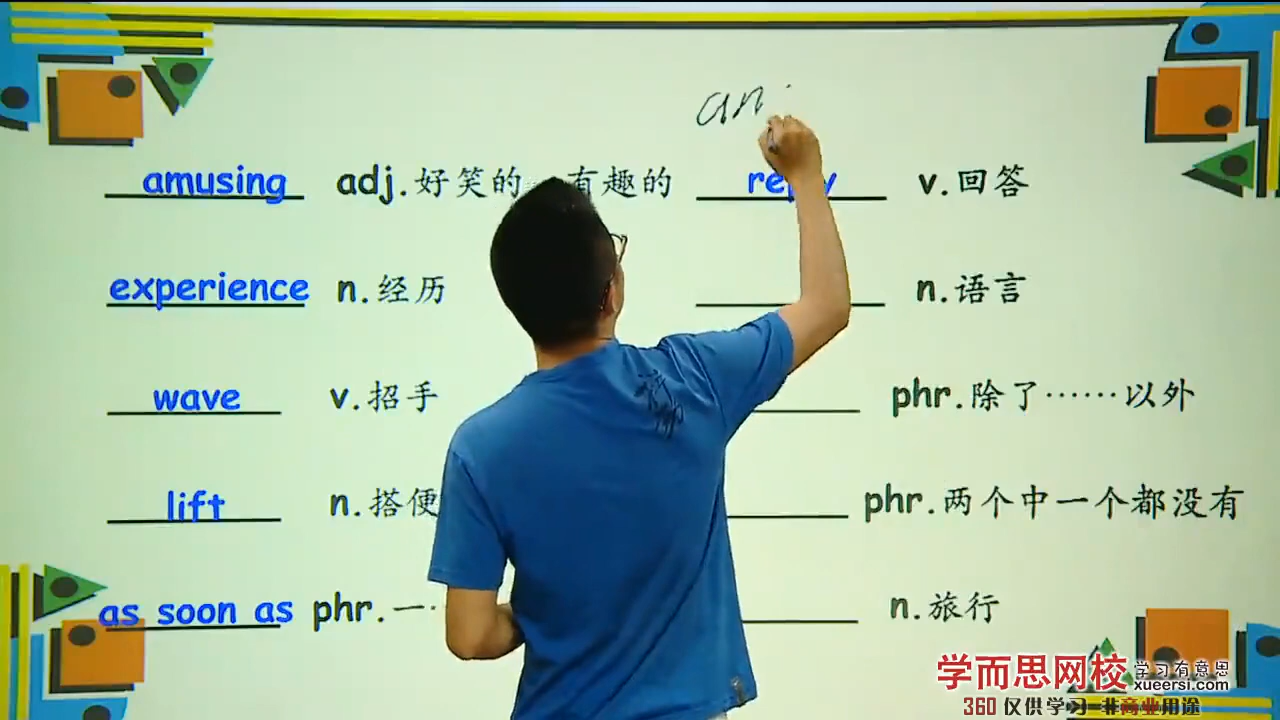 an
amusing adj.好笑的 有趣的
reply v.回答
experience n.经历
n.语言
wave v.招手
phr.除了……以外
lift n.搭便
phr.两个中一个都没有
as soon as phr.一
n.旅行
学而思网校 学习有意思
xueersi.com
360 仅供学习 非商业用途